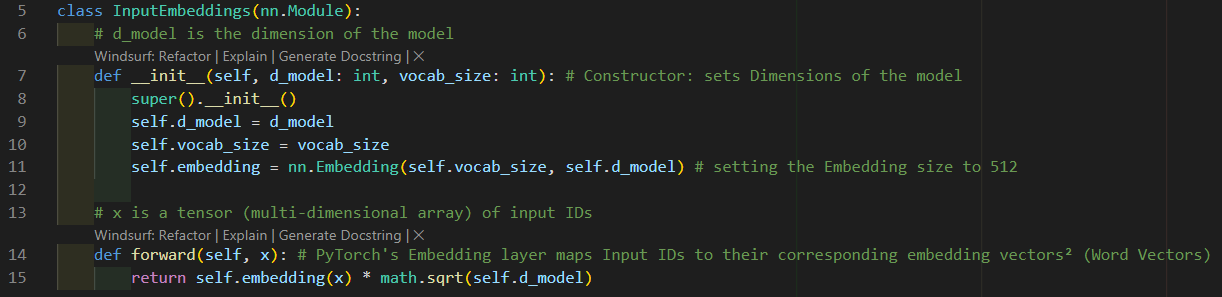 5 class InputEmbeddings(nn.Module):
6 # d_model is the dimension of the model
Windsurf: Refactor | Explain | Generate Docstring | ×
7 def __init__(self, d_model: int, vocab_size: int): # Constructor: sets Dimensions of the model
8 super().__init__()
9 self.d_model = d_model
10 self.vocab_size = vocab_size
11 self.embedding = nn.Embedding(self.vocab_size, self.d_model) # setting the Embedding size to 512
12
13 # x is a tensor (multi-dimensional array) of input IDs
Windsurf: Refactor | Explain | Generate Docstring | ×
14 def forward(self, x): # PyTorch's Embedding layer maps Input IDs to their corresponding embedding vectors² (Word Vectors)
15 return self.embedding(x) * math.sqrt(self.d_model)